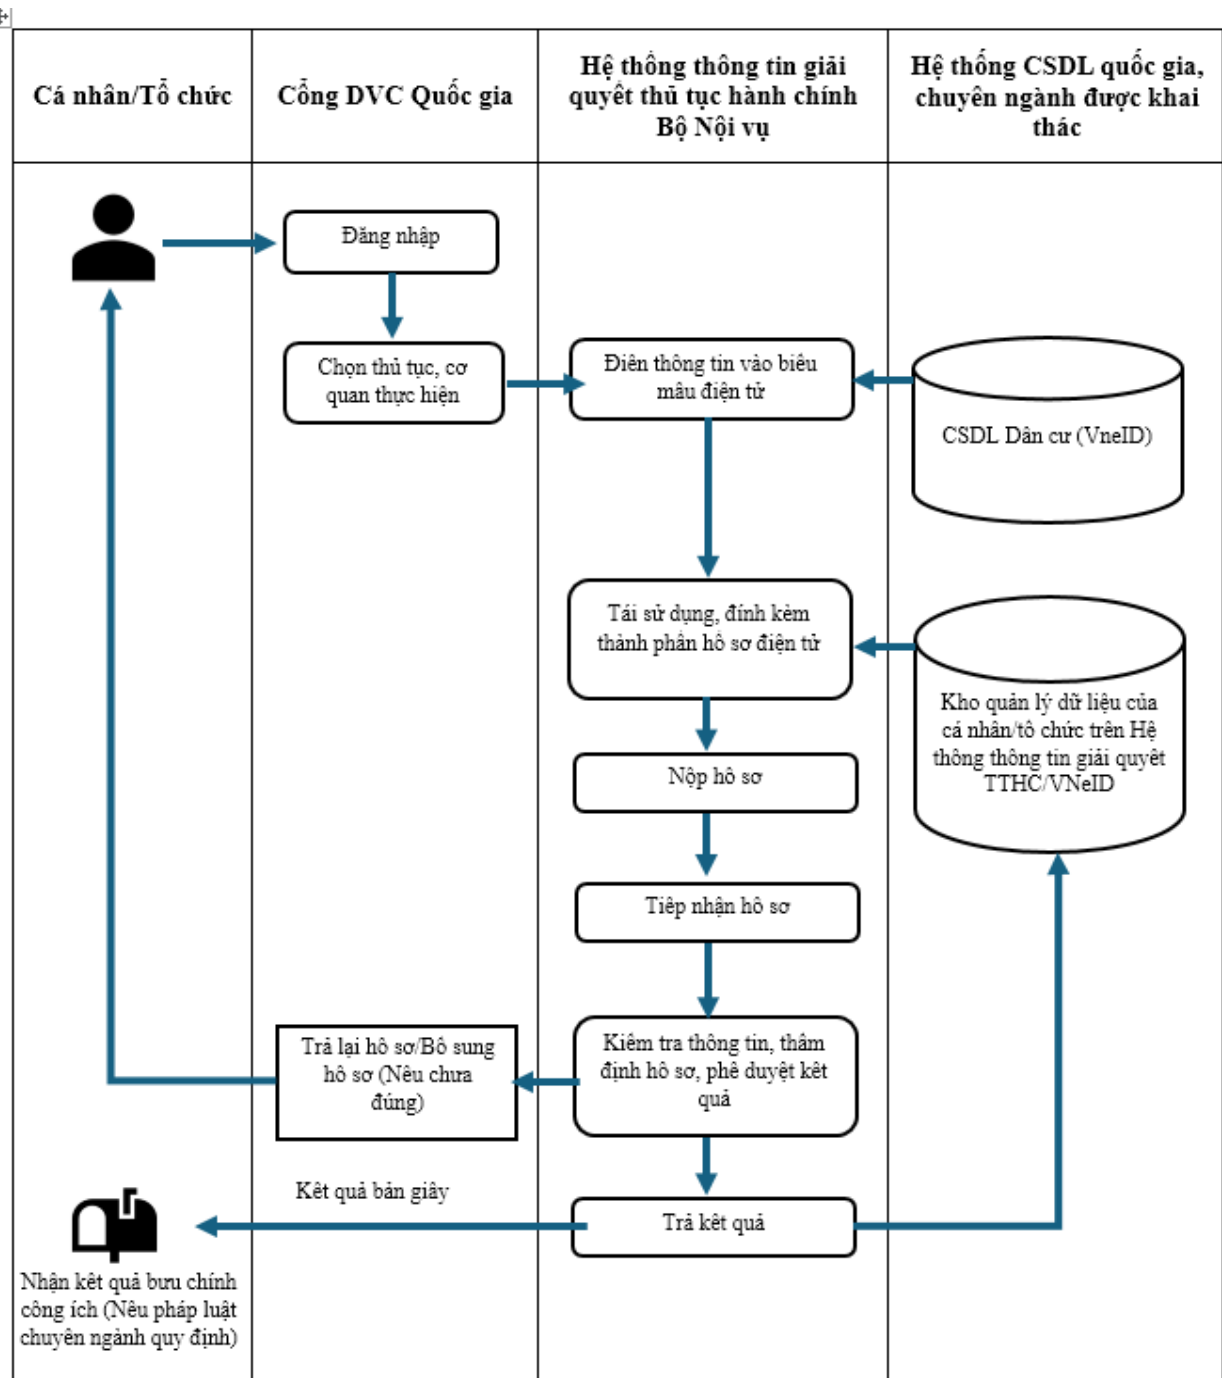 Cá nhân/Tổ chức
Cổng DVC Quốc gia
Hệ thống thông tin giải
quyết thủ tục hành chính
Bộ Nội vụ
Hệ thống CSDL quốc gia,
chuyên ngành được khai
thác
Đăng nhập
Chọn thủ tục, cơ
quan thực hiện
Điền thông tin vào biểu
mẫu điện tử
CSDL Dân cư (VneID)
Tái sử dụng, đính kèm
thành phần hồ sơ điện tử
Kho quản lý dữ liệu của
cá nhân/tổ chức trên Hệ
thống thông tin giải quyết
TTHC/VNeID
Nộp hồ sơ
Tiếp nhận hồ sơ
Kiểm tra thông tin, thẩm
định hồ sơ, phê duyệt kết
quả
Trả lại hồ sơ/Bổ sung
hồ sơ (Nếu chưa
đúng)
Kết quả bản giấy
Trả kết quả
Nhận kết quả bưu chính
công ích (Nếu pháp luật
chuyên ngành quy định)